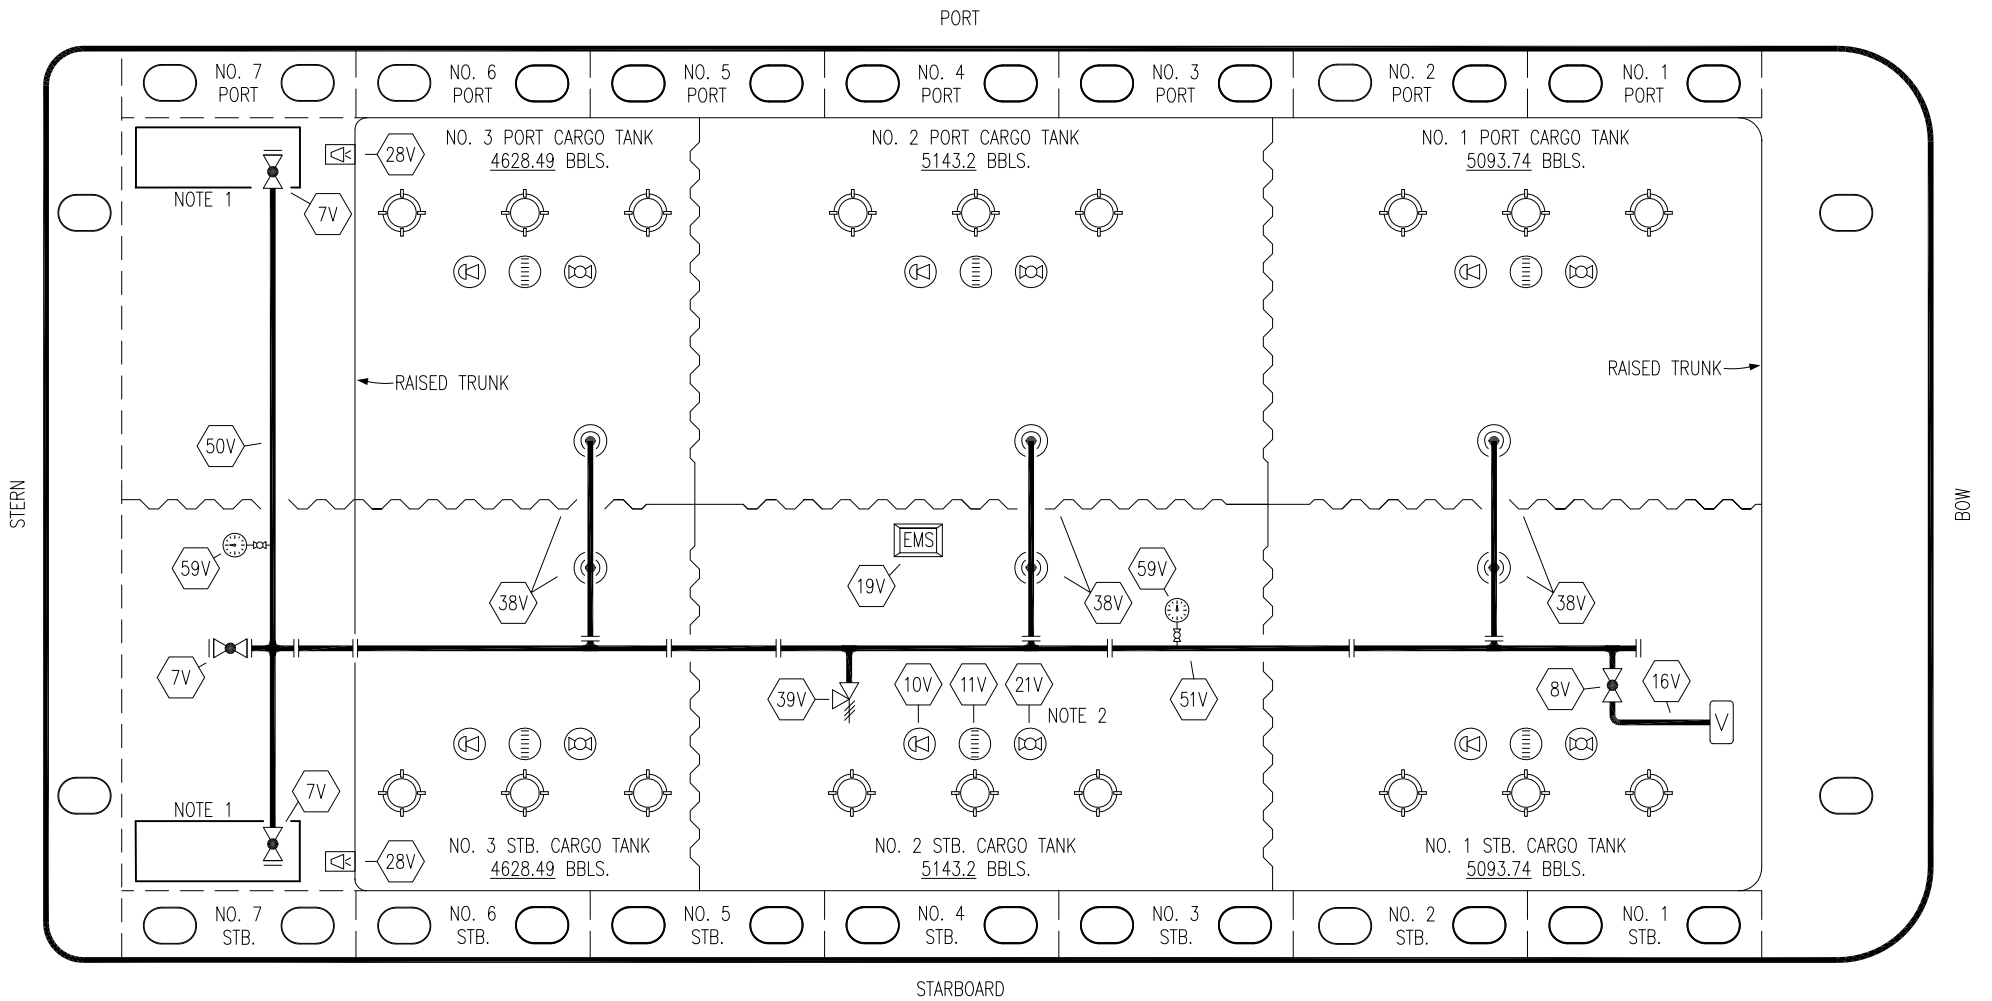 PORT
NO. 7
PORT
NO. 6
PORT
NO. 5
PORT
NO. 4
PORT
NO. 3
PORT
NO. 2
PORT
NO. 1
PORT
NO. 3 PORT CARGO TANK
4628.49 BBLS.
NO. 2 PORT CARGO TANK
5143.2 BBLS.
NO. 1 PORT CARGO TANK
5093.74 BBLS.
28V
NOTE 1
7V
RAISED TRUNK
RAISED TRUNK
50V
STERN
BOW
EMS
59V
19V
59V
38V
38V
38V
7V
39V
10V
11V
21V
NOTE 2
51V
8V
16V
V
7V
NOTE 1
28V
NO. 3 STB. CARGO TANK
4628.49 BBLS.
NO. 2 STB. CARGO TANK
5143.2 BBLS.
NO. 1 STB. CARGO TANK
5093.74 BBLS.
NO. 7
STB.
NO. 6
STB.
NO. 5
STB.
NO. 4
STB.
NO. 3
STB.
NO. 2
STB.
NO. 1
STB.
STARBOARD